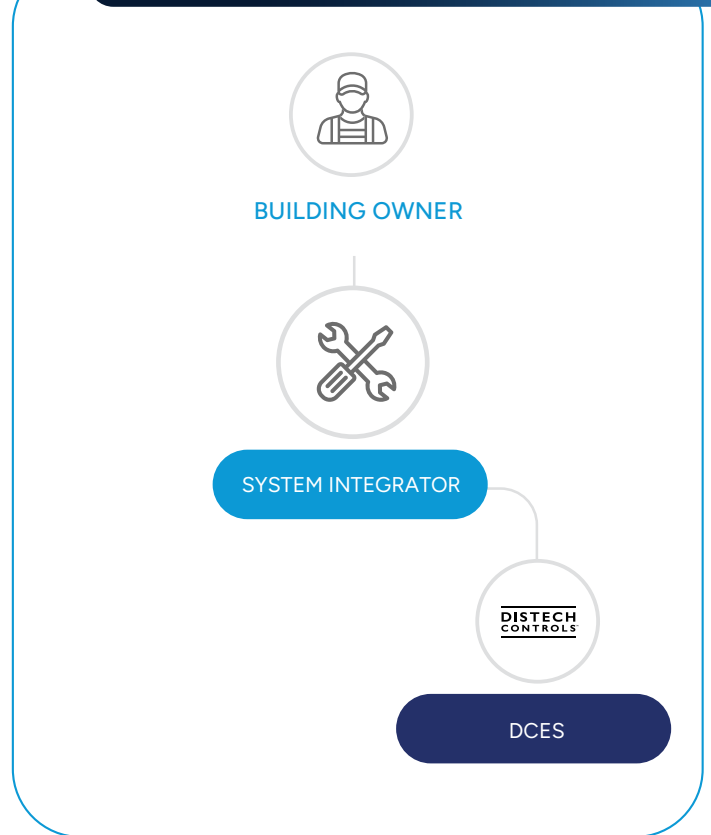 BUILDING OWNER
SYSTEM INTEGRATOR
DISTECH
CONTROLS
DCES